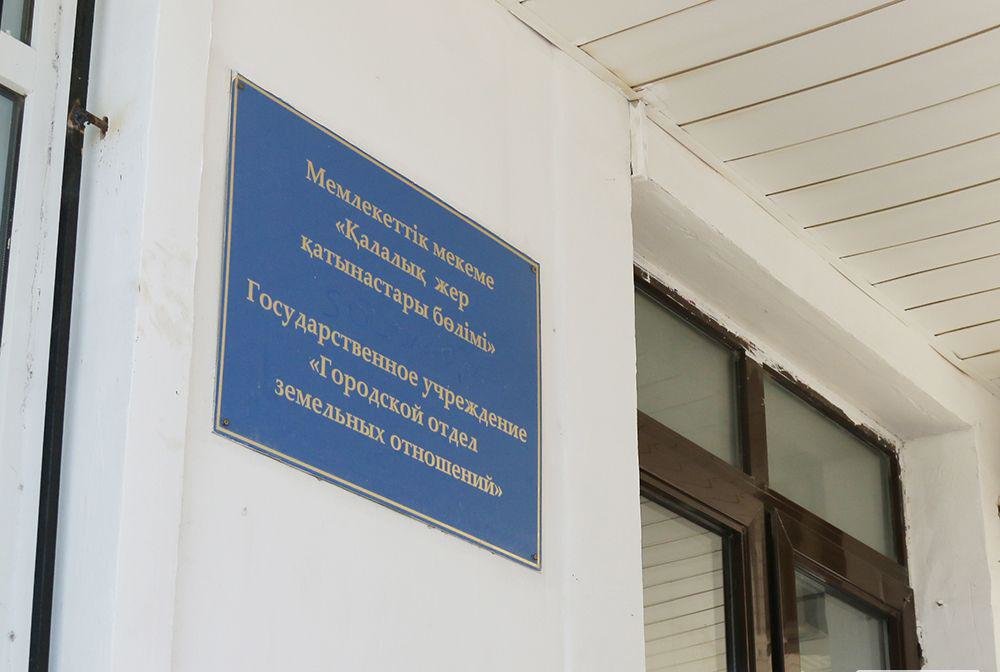 Мемлекеттік мекеме
«Қалалық жер
қатынастары бөлімі»
Государственное учреждение
«Городской отдел
земельных отношений»